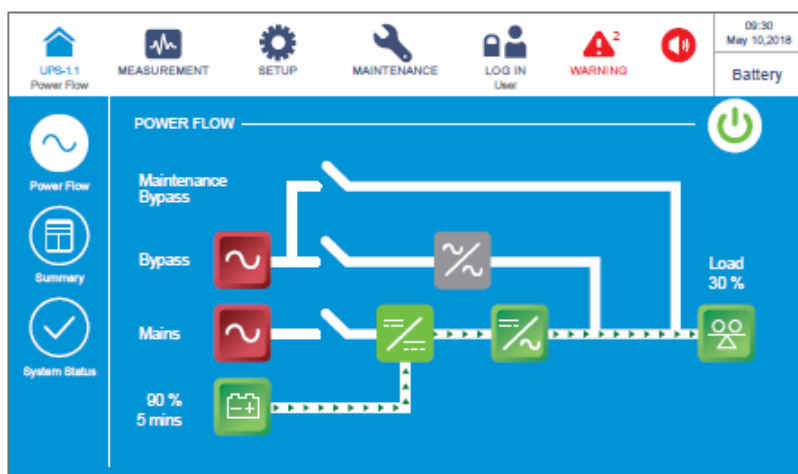 UPS-1.1
Power Flow
MEASUREMENT
SETUP
MAINTENANCE
LOG IN
User
2
WARNING
09:30
May 10,2018
Battery
POWER FLOW
Power Flow
Summary
System Status
Maintenance
Bypass
Bypass
Mains
90 %
5 mins
Load
30 %